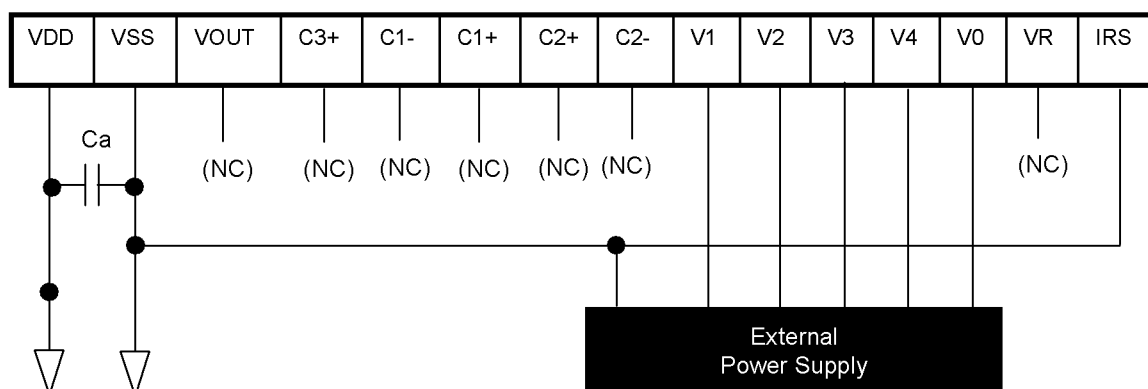 VDD VSS VOUT C3+ C1- C1+ C2+ C2- V1 V2 V3 V4 V0 VR IRS
Ca
(NC) (NC) (NC) (NC) (NC) (NC) (NC)
External
Power Supply